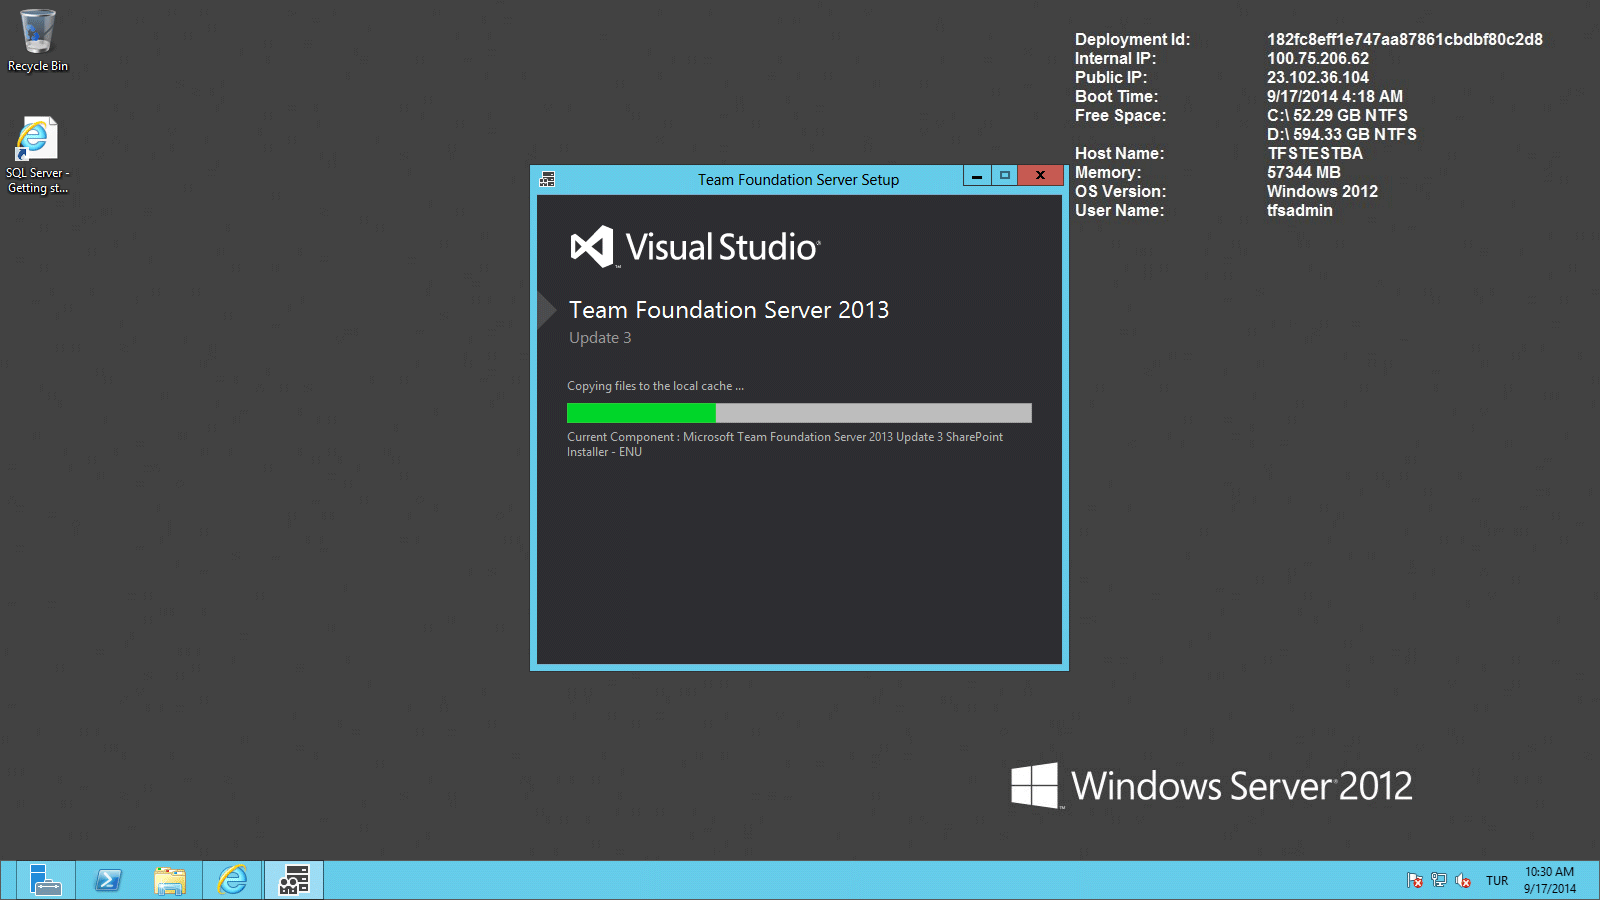 Recycle Bin
SQL Server -
Getting st...
Deployment Id: 182fc8eff1e747aa87861cbdbf80c2d8
Internal IP: 100.75.206.62
Public IP: 23.102.36.104
Boot Time: 9/17/2014 4:18 AM
Free Space: C:\ 52.29 GB NTFS
D:\ 594.33 GB NTFS
Host Name: TFSTESTBA
Memory: 57344 MB
OS Version: Windows 2012
User Name: tfsadmin
Team Foundation Server Setup
Visual Studio
Team Foundation Server 2013
Update 3
Copying files to the local cache ...
Current Component : Microsoft Team Foundation Server 2013 Update 3 SharePoint
Installer - ENU
Windows Server 2012
TUR
10:30 AM
9/17/2014